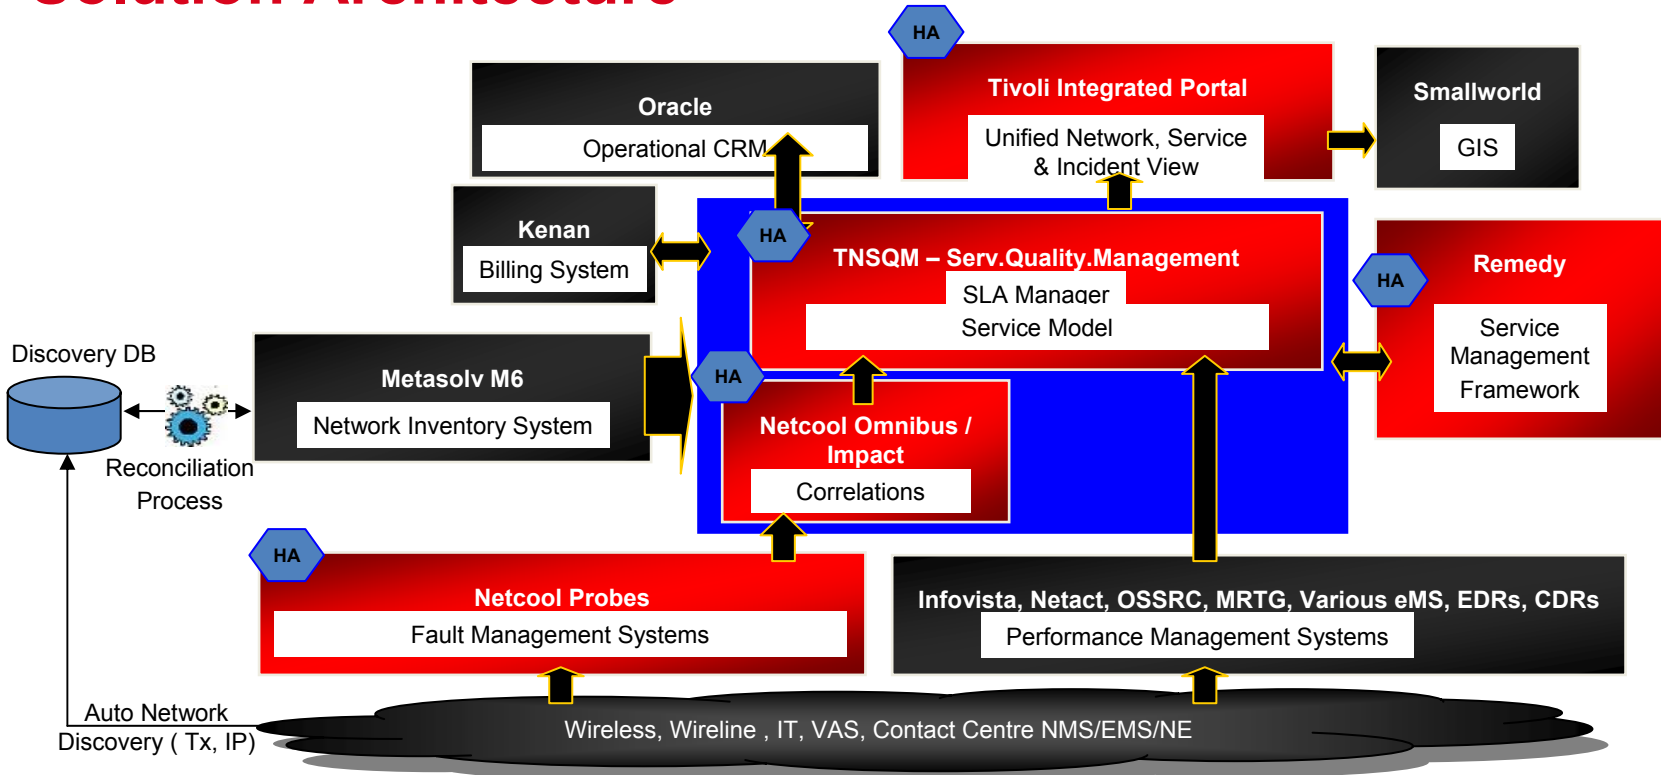 Solution Architecture
HA
Oracle
Operational CRM
Tivoli Integrated Portal
Unified Network, Service
& Incident View
Smallworld
GIS
Kenan
Billing System
HA
TNSQM – Serv.Quality.Management
SLA Manager
Service Model
HA
Remedy
Service
Management
Framework
Discovery DB
Reconciliation
Process
Metasolv M6
Network Inventory System
HA
Netcool Omnibus /
Impact
Correlations
HA
Netcool Probes
Fault Management Systems
Infovista, Netact, OSSRC, MRTG, Various eMS, EDRs, CDRs
Performance Management Systems
Auto Network
Discovery ( Tx, IP)
Wireless, Wireline , IT, VAS, Contact Centre NMS/EMS/NE